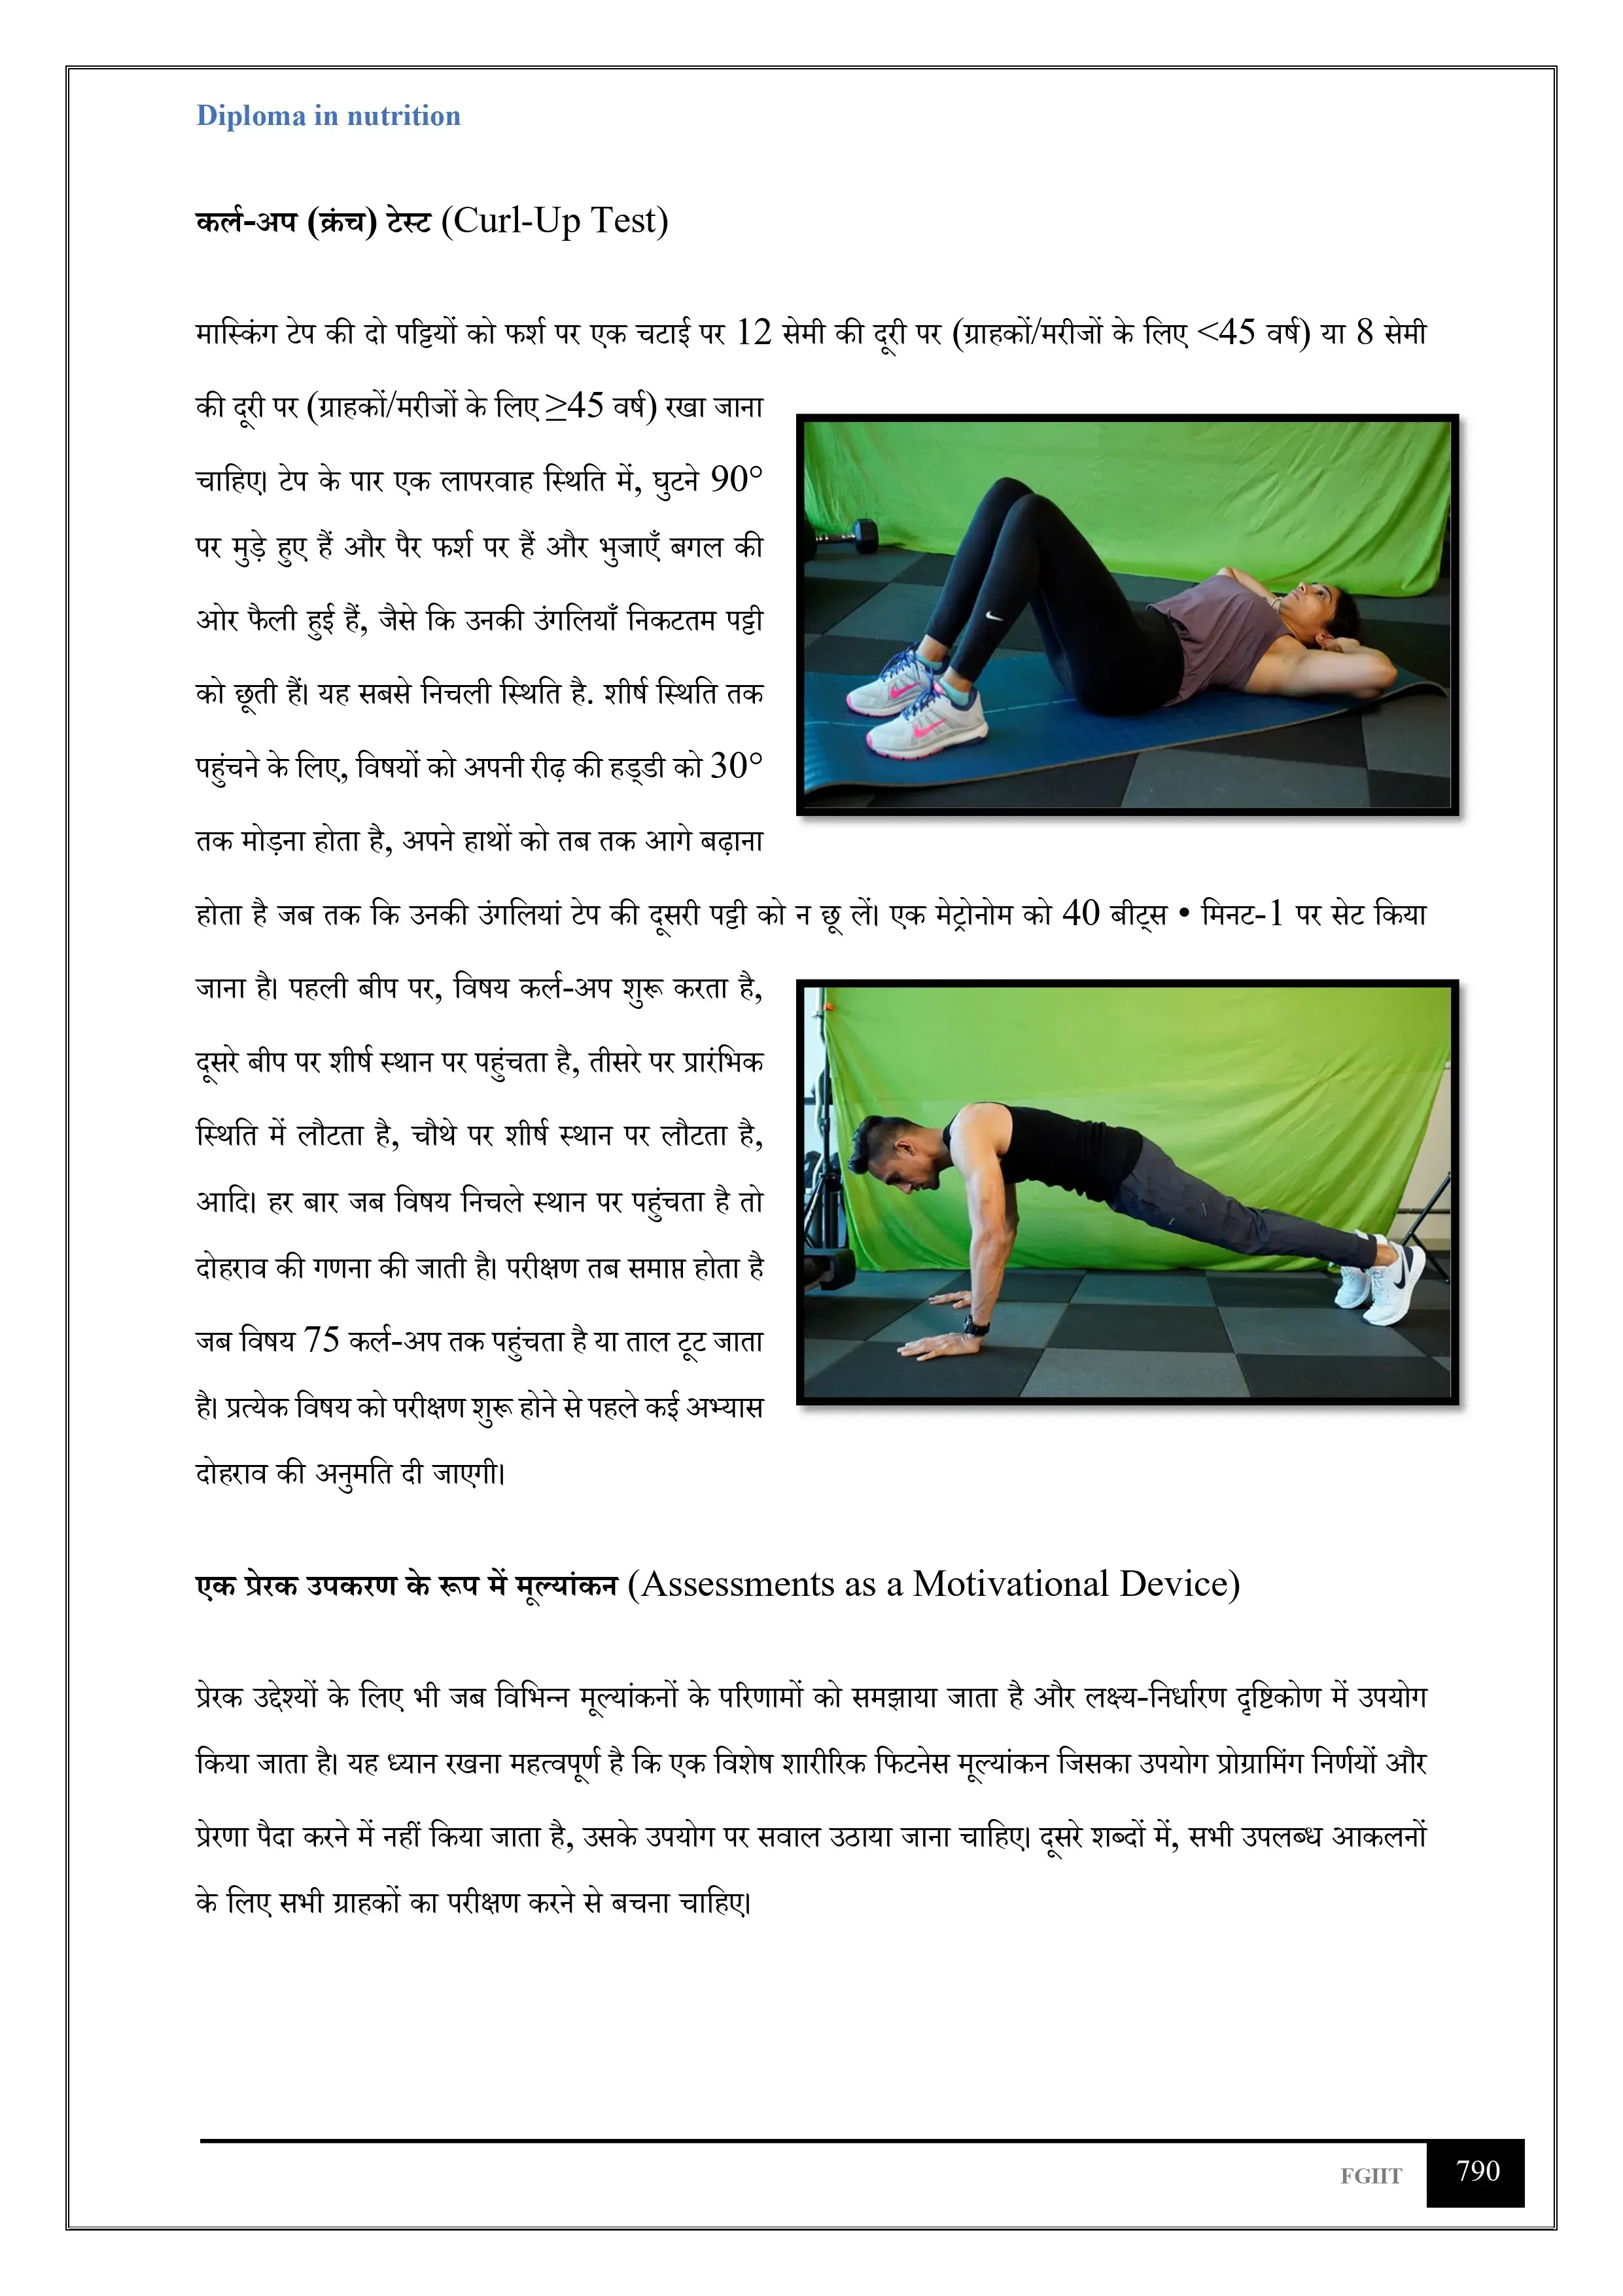 Diploma in nutrition
कर्ल-अप (क्रंच) टेस्ट (Curl-Up Test)
मास्किंग टेप की दो पट्टियों को फर्श पर एक चटाई पर 12 सेमी की दूरी पर (ग्राहकों/मरीजों के लिए <45 वर्ष) या 8 सेमी
की दूरी पर (ग्राहकों/मरीजों के लिए ≥45 वर्ष) रखा जाना
चाहिए। टेप के पार एक लापरवाह स्थिति में, घुटने 90°
पर मुड़े हुए हैं और पैर फर्श पर हैं और भुजाएँ बगल की
ओर फैली हुई हैं, जैसे कि उनकी उंगलियाँ निकटतम पट्टी
को छूती हैं। यह सबसे निचली स्थिति है. शीर्ष स्थिति तक
पहुंचने के लिए, विषयों को अपनी रीढ़ की हड्डी को 30°
तक मोड़ना होता है, अपने हाथों को तब तक आगे बढ़ाना
होता है जब तक कि उनकी उंगलियां टेप की दूसरी पट्टी को न छू लें। एक मेट्रोनोम को 40 बीट्स • मिनट-1 पर सेट किया
जाना है। पहली बीप पर, विषय कर्ल-अप शुरू करता है,
दूसरे बीप पर शीर्ष स्थान पर पहुंचता है, तीसरे पर प्रारंभिक
स्थिति में लौटता है, चौथे पर शीर्ष स्थान पर लौटता है,
आदि। हर बार जब विषय निचले स्थान पर पहुंचता है तो
दोहराव की गणना की जाती है। परीक्षण तब समाप्त होता है
जब विषय 75 कर्ल-अप तक पहुंचता है या ताल टूट जाता
है। प्रत्येक विषय को परीक्षण शुरू होने से पहले कई अभ्यास
दोहराव की अनुमति दी जाएगी।
एक प्रेरक उपकरण के रूप में मूल्यांकन (Assessments as a Motivational Device)
प्रेरक उद्देश्यों के लिए भी जब विभिन्न मूल्यांकनों के परिणामों को समझाया जाता है और लक्ष्य-निर्धारण दृष्टिकोण में उपयोग
किया जाता है। यह ध्यान रखना महत्वपूर्ण है कि एक विशेष शारीरिक फिटनेस मूल्यांकन जिसका उपयोग प्रोग्रामिंग निर्णयों और
प्रेरणा पैदा करने में नहीं किया जाता है, उसके उपयोग पर सवाल उठाया जाना चाहिए। दूसरे शब्दों में, सभी उपलब्ध आकलनों
के लिए सभी ग्राहकों का परीक्षण करने से बचना चाहिए।
FGIIT 790